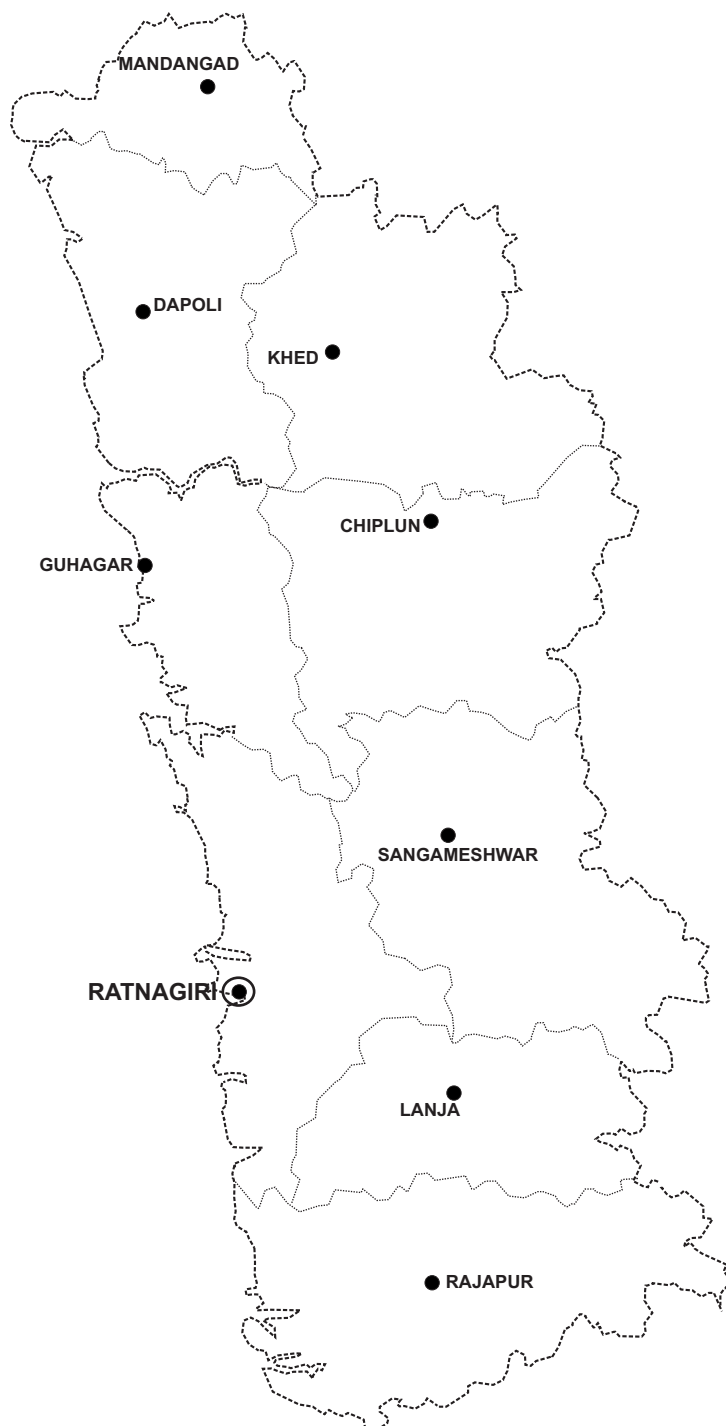 MANDANGAD
DAPOLI
KHED
CHIPLUN
GUHAGAR
SANGAMESHWAR
RATNAGIRI
LANJA
RAJAPUR